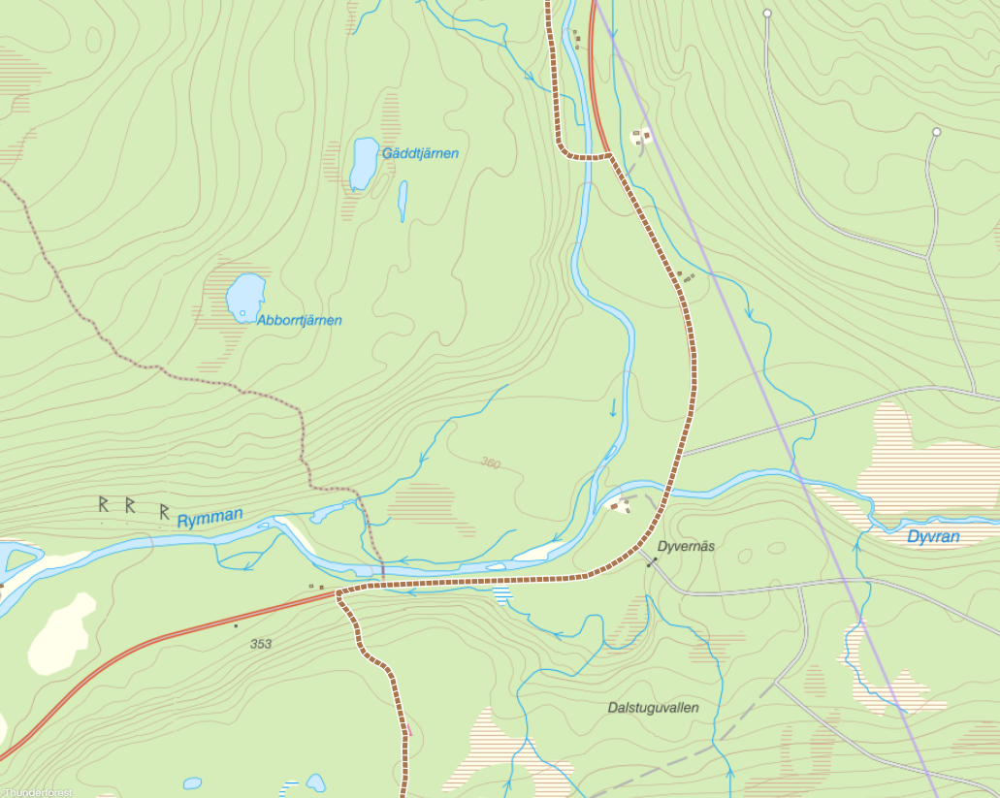 Gäddtjärnen
Abborrtjärnen
360
R R R
Rymman
Dyvran
Dyvernäs
353
Dalstuguvallen
Thunderforest